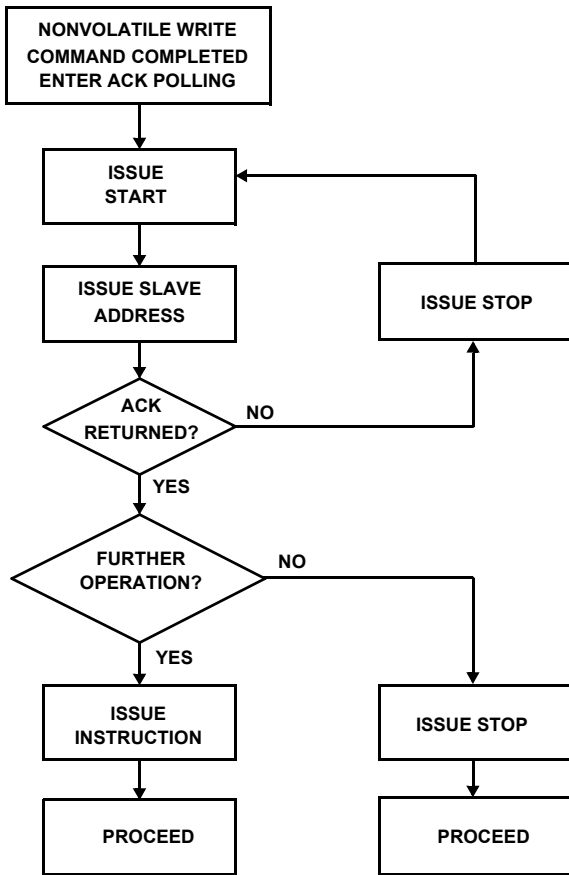 NONVOLATILE WRITE
COMMAND COMPLETED
ENTER ACK POLLING
ISSUE
START
ISSUE SLAVE
ADDRESS
ISSUE STOP
ACK
RETURNED?
NO
YES
FURTHER
OPERATION?
NO
YES
ISSUE
INSTRUCTION
ISSUE STOP
PROCEED
PROCEED